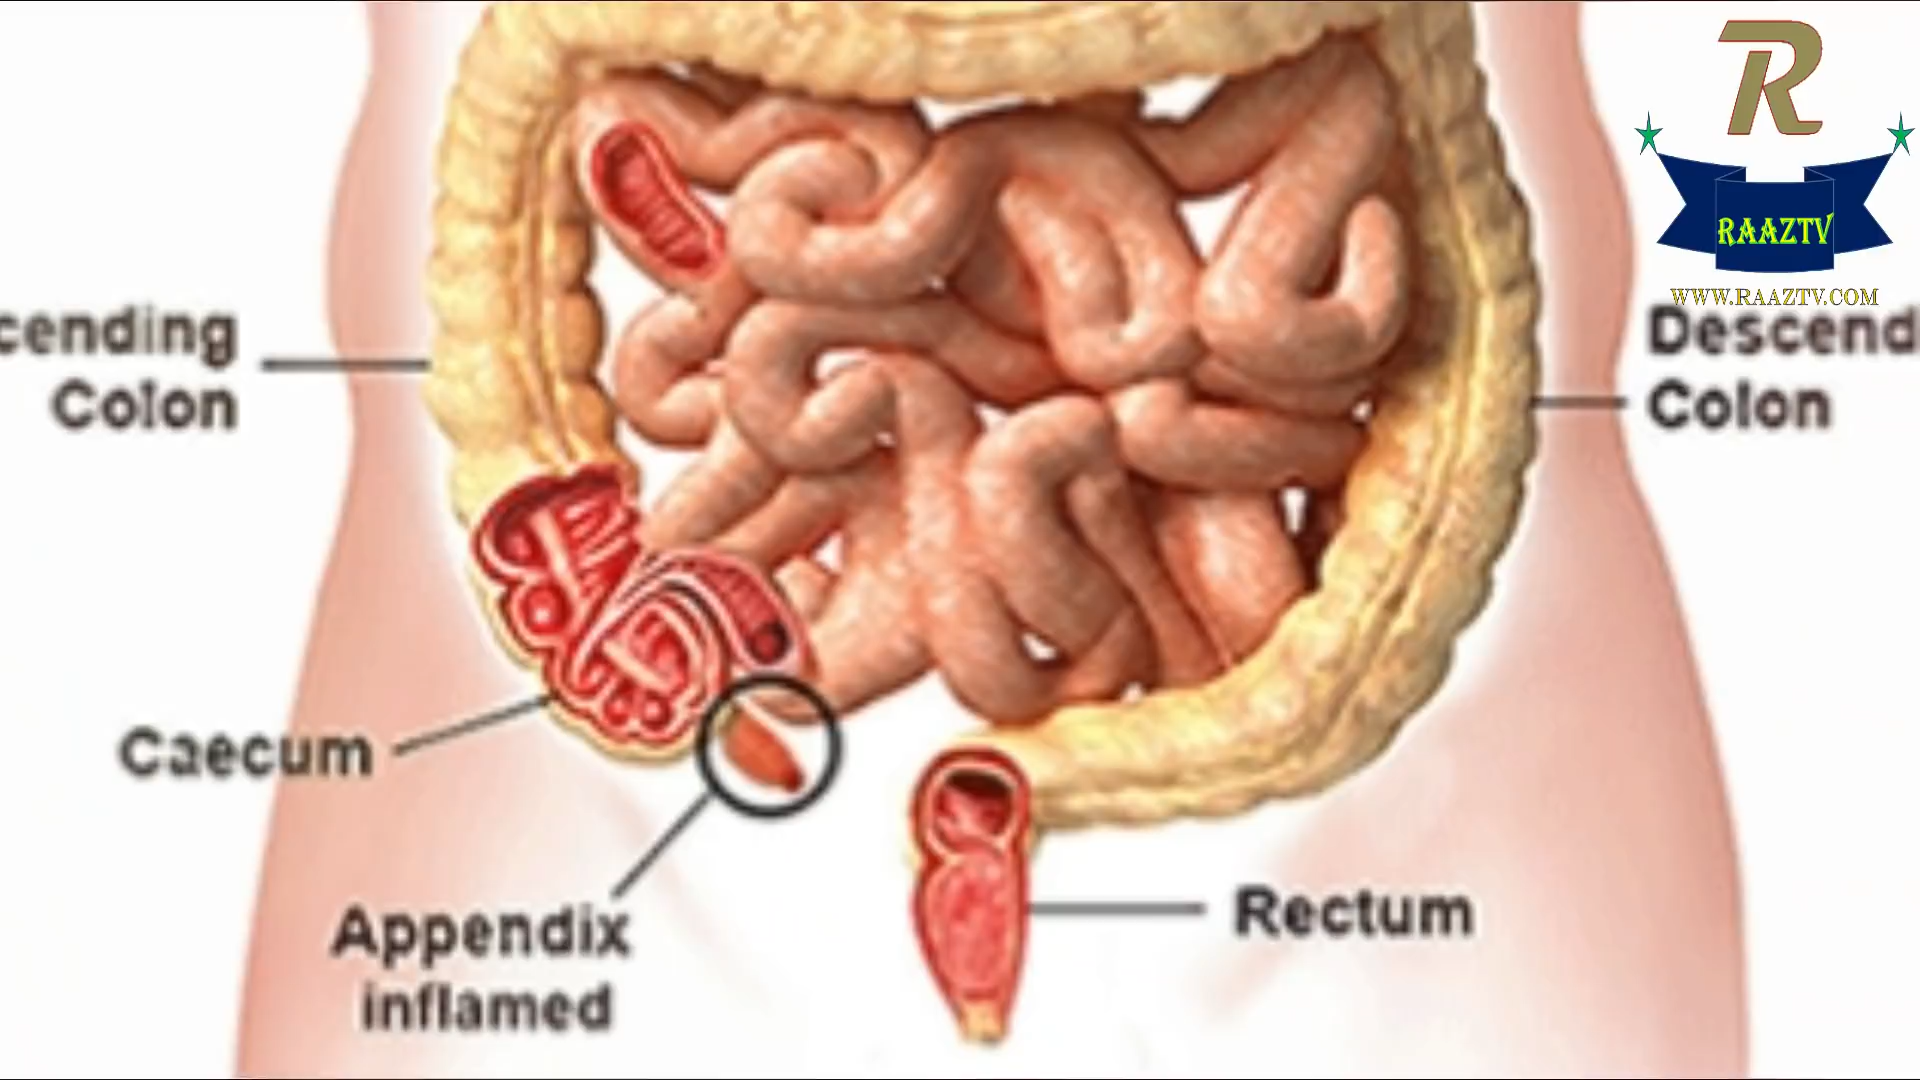 R
RAAZTV
WWW.RAAZTV.COM
cending
Colon
Descend
Colon
Caecum
Appendix
inflamed
Rectum